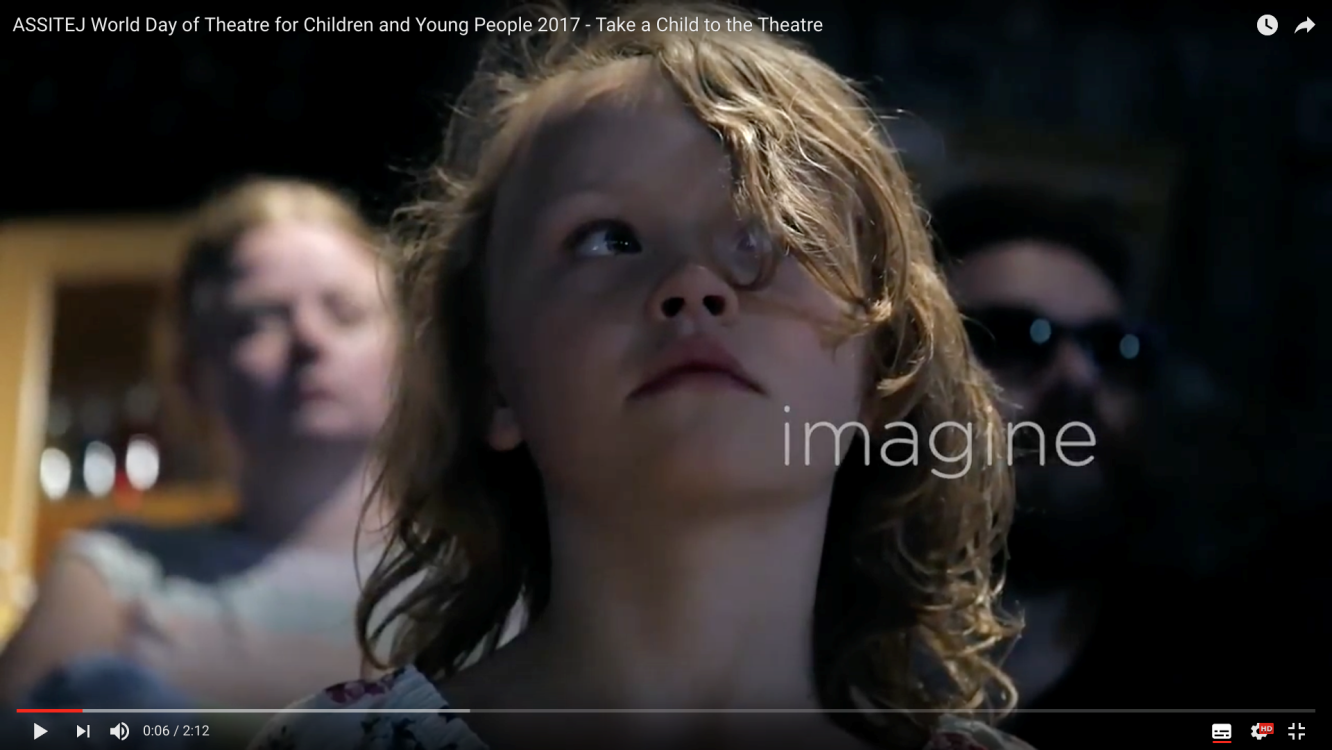 ASSITEJ World Day of Theatre for Children and Young People 2017 - Take a Child to the Theatre
imagine
0:06 / 2:12
HD